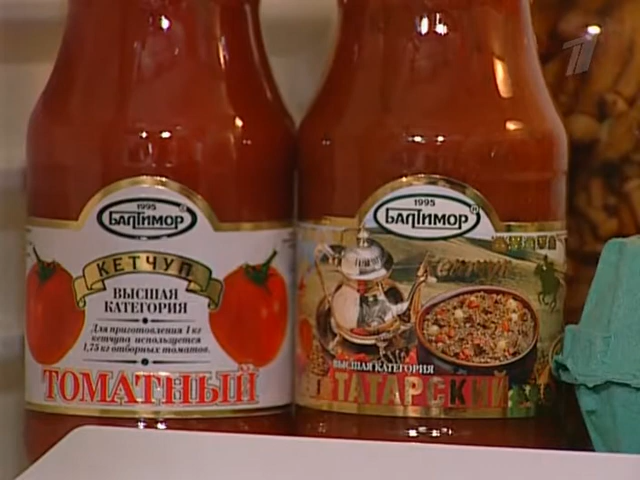 1995
БАЛТИМОР®
КЕТЧУП
ВЫСШАЯ
КАТЕГОРИЯ
Для приготовления 1 кг
кетчупа используется
1,75 кг отборных томатов.
ТОМАТНЫЙ
1995
БАЛТИМОР®
ВЫСШАЯ КАТЕГОРИЯ
ТАТАРСКИЙ
1